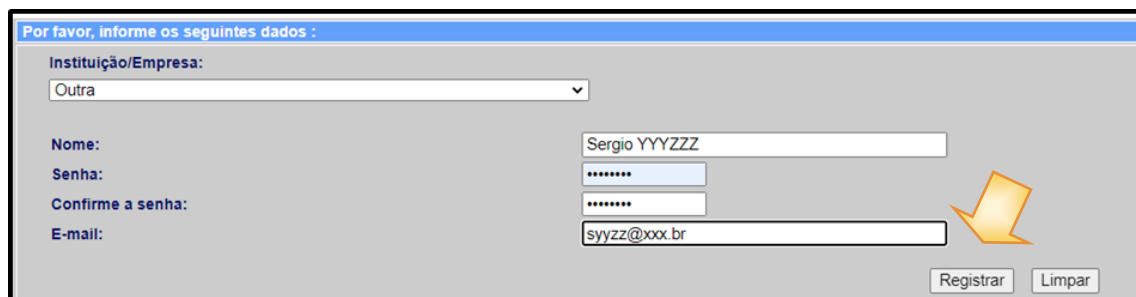 Por favor, informe os seguintes dados :
Instituição/Empresa:
Outra
Nome: Sergio YYYZZZ
Senha: ••••••••
Confirme a senha: ••••••••
E-mail: syyzz@xxx.br
Registrar Limpar